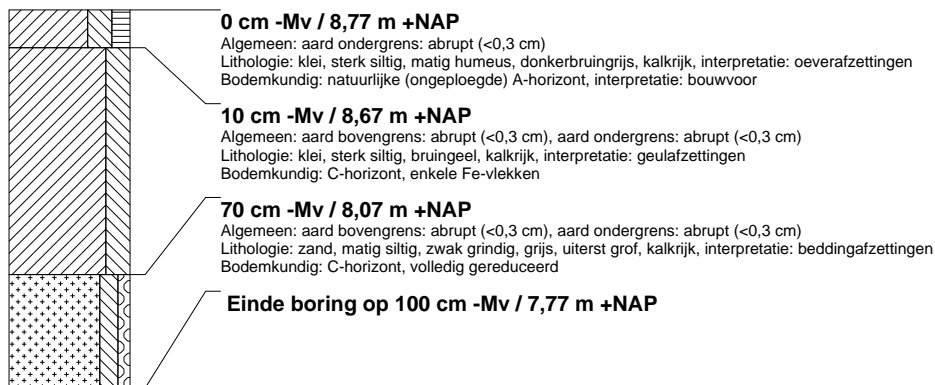 0 cm -Mv / 8,77 m +NAP
Algemeen: aard ondergrens: abrupt (<0,3 cm)
Lithologie: klei, sterk siltig, matig humeus, donkerbruingrijs, kalkrijk, interpretatie: oeverafzettingen
Bodemkundig: natuurlijke (ongeploegde) A-horizont, interpretatie: bouwvoor
10 cm -Mv / 8,67 m +NAP
Algemeen: aard bovengrens: abrupt (<0,3 cm), aard ondergrens: abrupt (<0,3 cm)
Lithologie: klei, sterk siltig, bruingeel, kalkrijk, interpretatie: geulafzettingen
Bodemkundig: C-horizont, enkele Fe-vlekken
70 cm -Mv / 8,07 m +NAP
Algemeen: aard bovengrens: abrupt (<0,3 cm), aard ondergrens: abrupt (<0,3 cm)
Lithologie: zand, matig siltig, zwak grindig, grijs, uiterst grof, kalkrijk, interpretatie: beddingafzettingen
Bodemkundig: C-horizont, volledig gereduceerd
Einde boring op 100 cm -Mv / 7,77 m +NAP